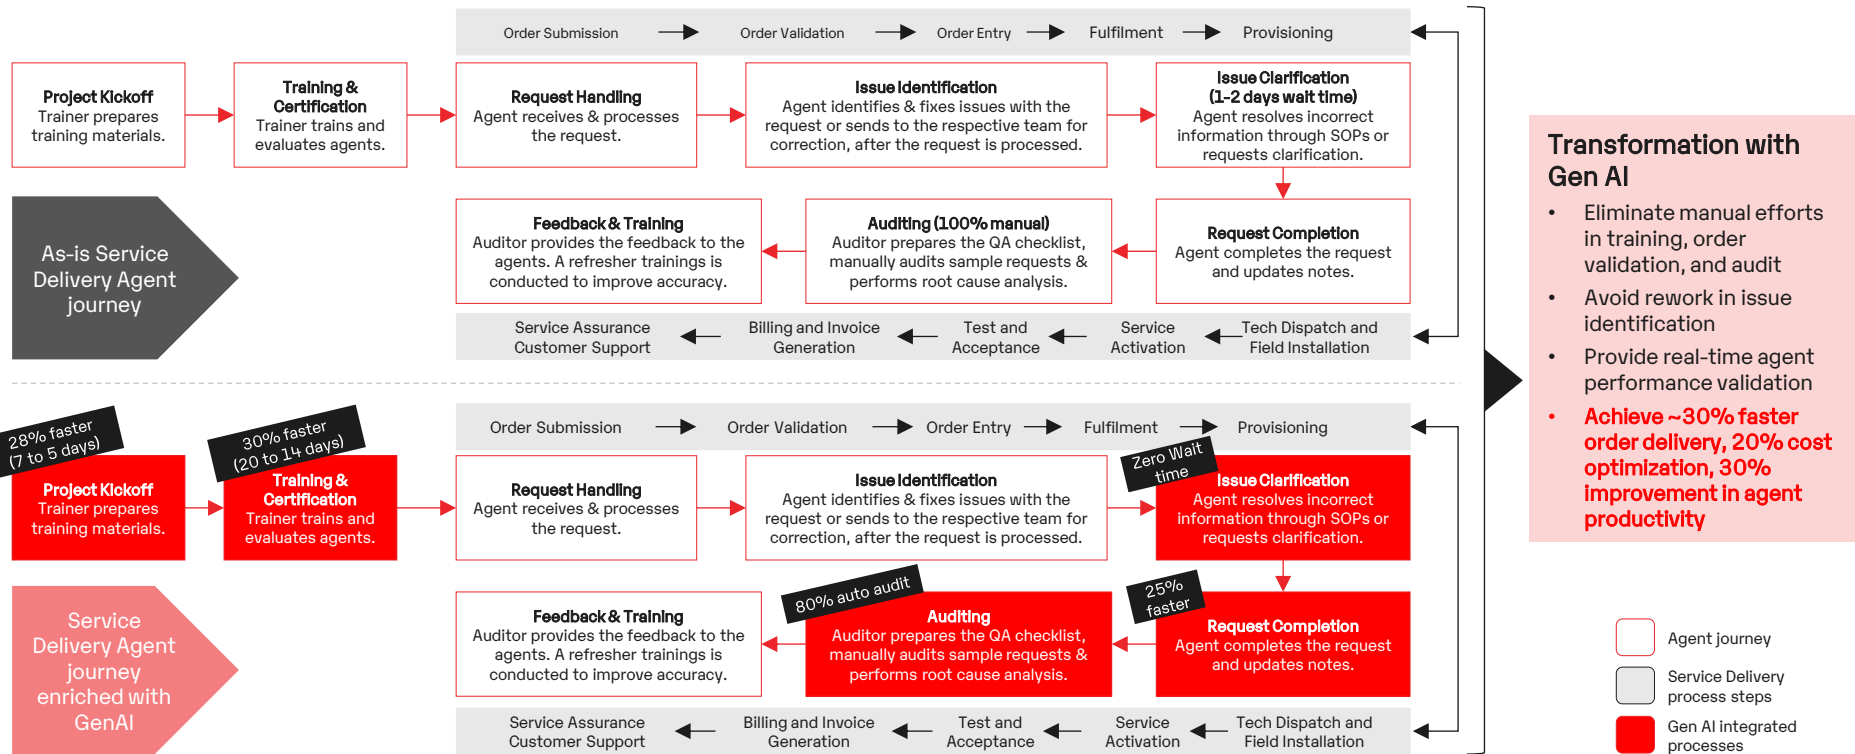 Order Submission
Order Validation
Order Entry
Fulfilment
Provisioning
Project Kickoff
Trainer prepares
training materials.
Training &
Certification
Trainer trains and
evaluates agents.
Request Handling
Agent receives & processes
the request.
Issue Identification
Agent identifies & fixes issues with the
request or sends to the respective team for
correction, after the request is processed.
Issue Clarification
(1-2 days wait time)
Agent resolves incorrect
information through SOPs or
requests clarification.
As-is Service
Delivery Agent
journey
Feedback & Training
Auditor provides the feedback to the
agents. A refresher trainings is
conducted to improve accuracy.
Auditing (100% manual)
Auditor prepares the QA checklist,
manually audits sample requests &
performs root cause analysis.
Request Completion
Agent completes the request
and updates notes.
Service Assurance
Customer Support
Billing and Invoice
Generation
Test and
Acceptance
Service
Activation
Tech Dispatch and
Field Installation
Order Submission
Order Validation
Order Entry
Fulfilment
Provisioning
28% faster
(7 to 5 days)
Project Kickoff
Trainer prepares
training materials.
30% faster
(20 to 14 days)
Training &
Certification
Trainer trains and
evaluates agents.
Request Handling
Agent receives & processes
the request.
Issue Identification
Agent identifies & fixes issues with the
request or sends to the respective team for
correction, after the request is processed.
Zero Wait
time
Issue Clarification
Agent resolves incorrect
information through SOPs or
requests clarification.
Service
Delivery Agent
journey
enriched with
GenAI
Feedback & Training
Auditor provides the feedback to the
agents. A refresher trainings is
conducted to improve accuracy.
80% auto audit
Auditing
Auditor prepares the QA checklist,
manually audits sample requests &
performs root cause analysis.
25%
faster
Request Completion
Agent completes the request
and updates notes.
Service Assurance
Customer Support
Billing and Invoice
Generation
Test and
Acceptance
Service
Activation
Tech Dispatch and
Field Installation
Transformation with
Gen AI
• Eliminate manual efforts
in training, order
validation, and audit
• Avoid rework in issue
identification
• Provide real-time agent
performance validation
• Achieve ~30% faster
order delivery, 20% cost
optimization, 30%
improvement in agent
productivity
Agent journey
Service Delivery
process steps
Gen AI integrated
processes